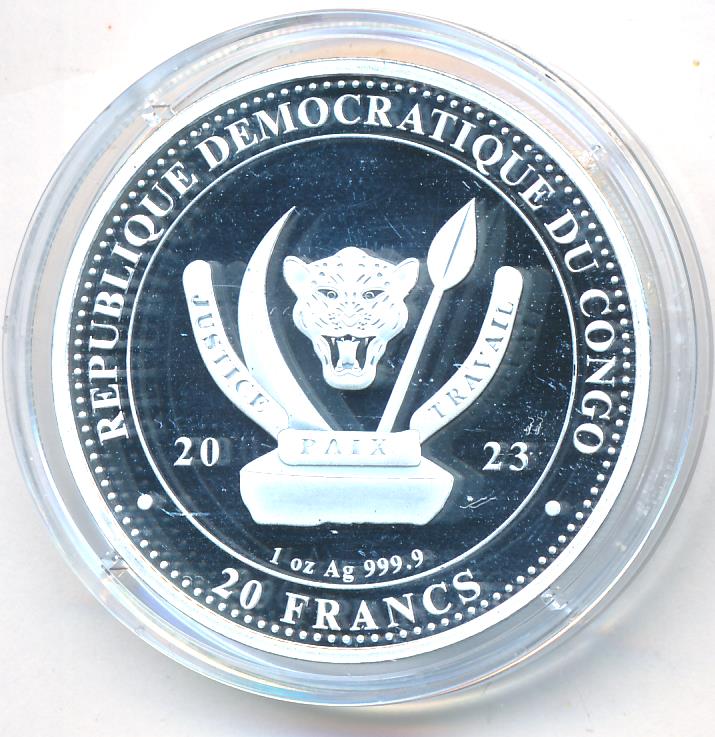 REPUBLIQUE DEMOCRATIQUE DU CONGO
JUSTICE
PAIX
TRAVAIL
20 23
1 oz Ag 999.9
20 FRANCS